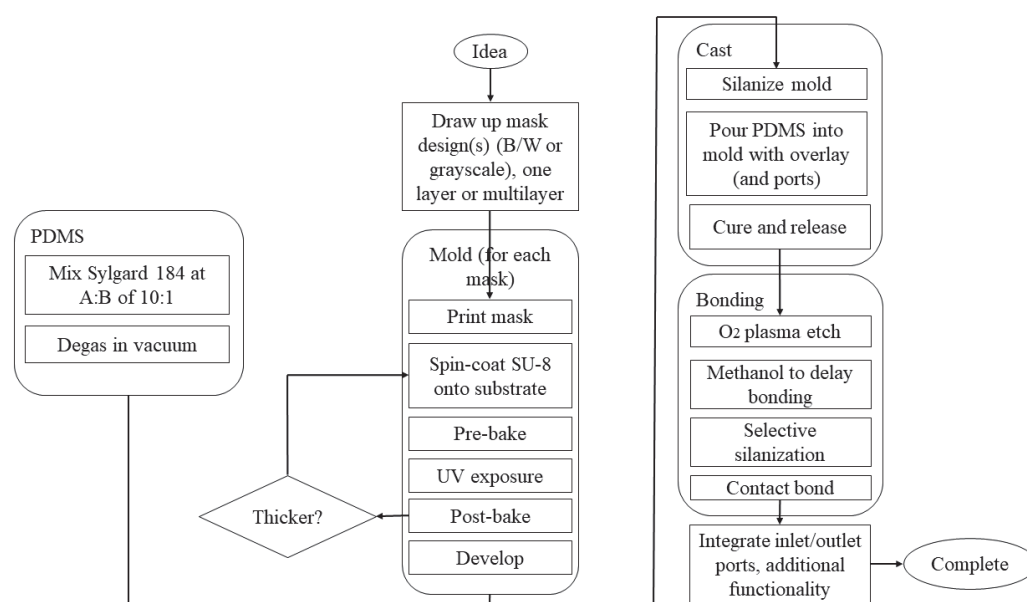 Idea
Draw up mask
design(s) (B/W or
grayscale), one
layer or multilayer
PDMS
Mix Sylgard 184 at
A:B of 10:1
Degas in vacuum
Mold (for each
mask)
Print mask
Spin-coat SU-8
onto substrate
Pre-bake
UV exposure
Post-bake
Develop
Thicker?
Cast
Silanize mold
Pour PDMS into
mold with overlay
(and ports)
Cure and release
Bonding
O2 plasma etch
Methanol to delay
bonding
Selective
silanization
Contact bond
Integrate inlet/outlet
ports, additional
functionality
Complete